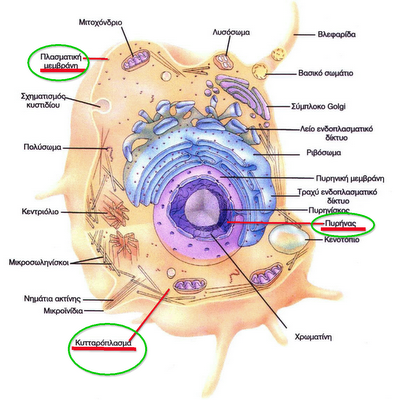 Μιτοχόνδριο
Λυσόσωμα
Βλεφαρίδα
Πλασματική
μεμβράνη
Βασικό σωμάτιο
Σχηματισμός
κυστιδίου
Σύμπλοκο Golgi
Λείο ενδοπλασματικό
δίκτυο
Πολύσωμα
Ριβόσωμα
Πυρηνική μεμβράνη
Τραχύ ενδοπλασματικό
δίκτυο
Πυρηνίσκος
Κεντριόλια
Πυρήνας
Κενοτόπιο
Μικροσωληνίσκοι
Νημάτια ακτίνης
Μικροϊνίδια
Χρωματίνη
Κυτταρόπλασμα